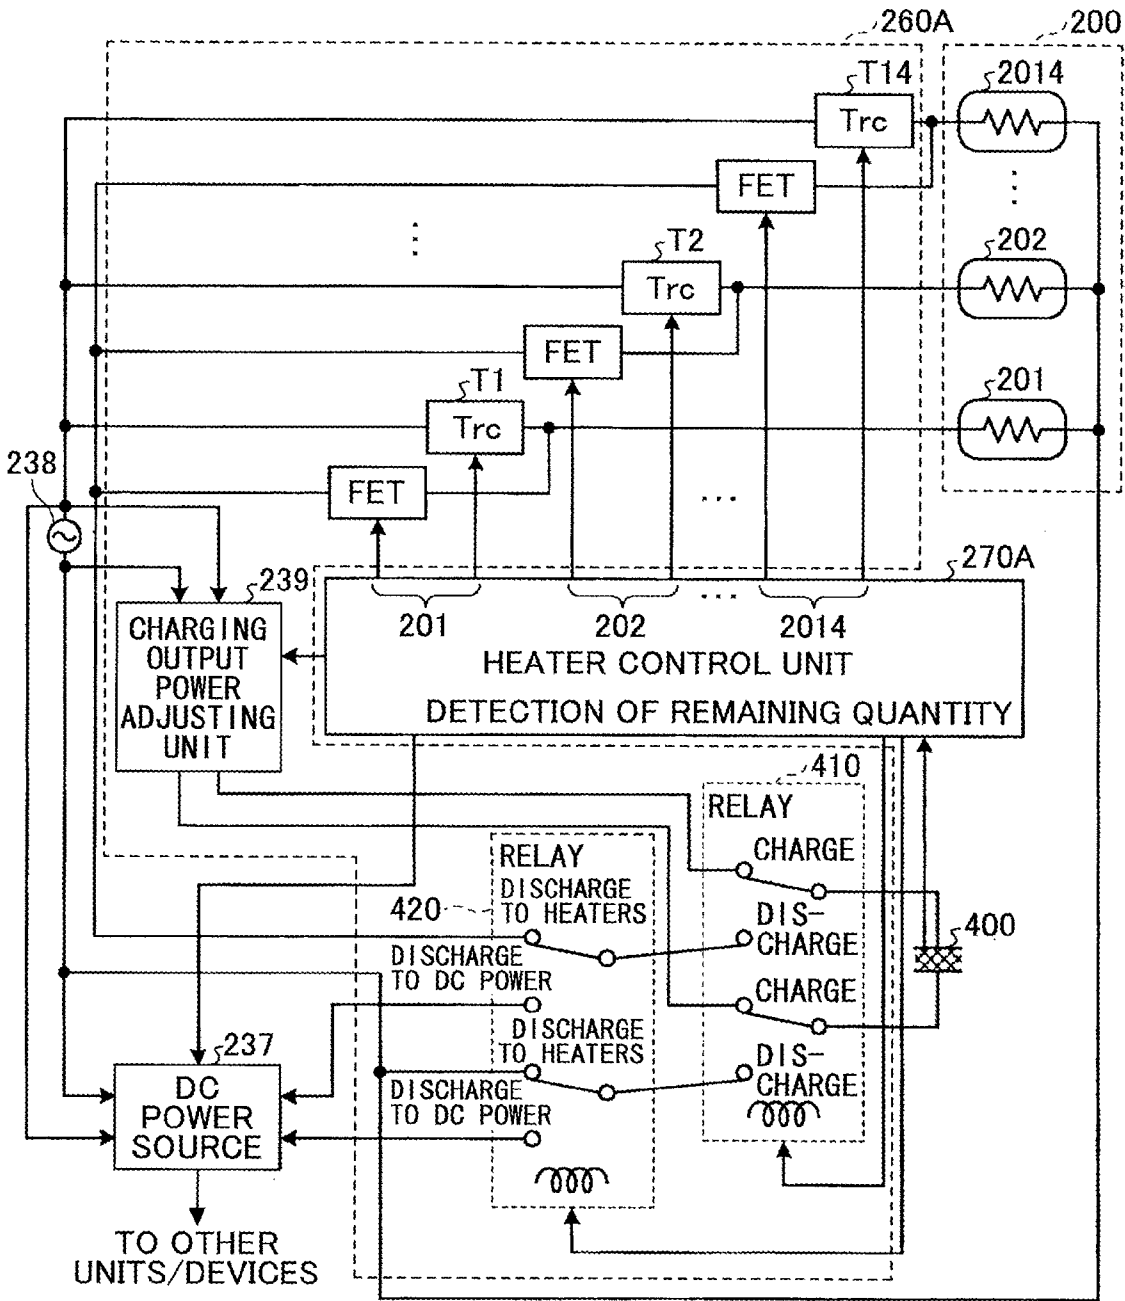 260A
200
T14
2014
Trc
FET
T2
202
Trc
FET
T1
201
Trc
238
FET
270A
239
201
202
2014
CHARGING
OUTPUT
POWER
ADJUSTING
UNIT
HEATER CONTROL UNIT
DETECTION OF REMAINING QUANTITY
410
RELAY
CHARGE
RELAY
DISCHARGE
TO HEATERS
420
DIS-
CHARGE
400
DISCHARGE
TO DC POWER
CHARGE
DISCHARGE
TO HEATERS
237
DIS-
CHARGE
DISCHARGE
TO DC POWER
DC
POWER
SOURCE
TO OTHER
UNITS/DEVICES